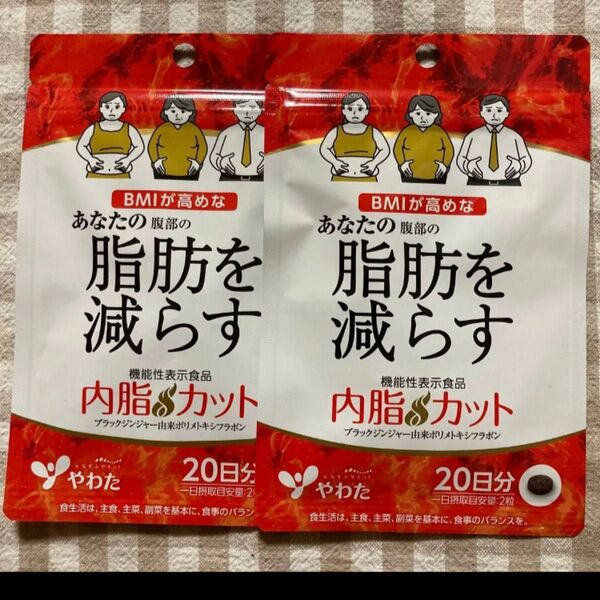 BMIが高めな
あなたの腹部の
脂肪を
減らす
機能性表示食品
内脂カット
ブラックジンジャー由来ポリメトキシフラボン
やわた
20日分
一日摂取目安量:2
食生活は、主食、主菜、副菜を基本に、食事のバラン
BMIが高めな
あなたの腹部の
脂肪を
減らす
機能性表示食品
内脂カット
ブラックジンジャー由来ポリメトキシフラボン
やわた
20日分
一日摂取目安量:2粒
食生活は、主食、主菜、副菜を基本に、食事のバランスを。